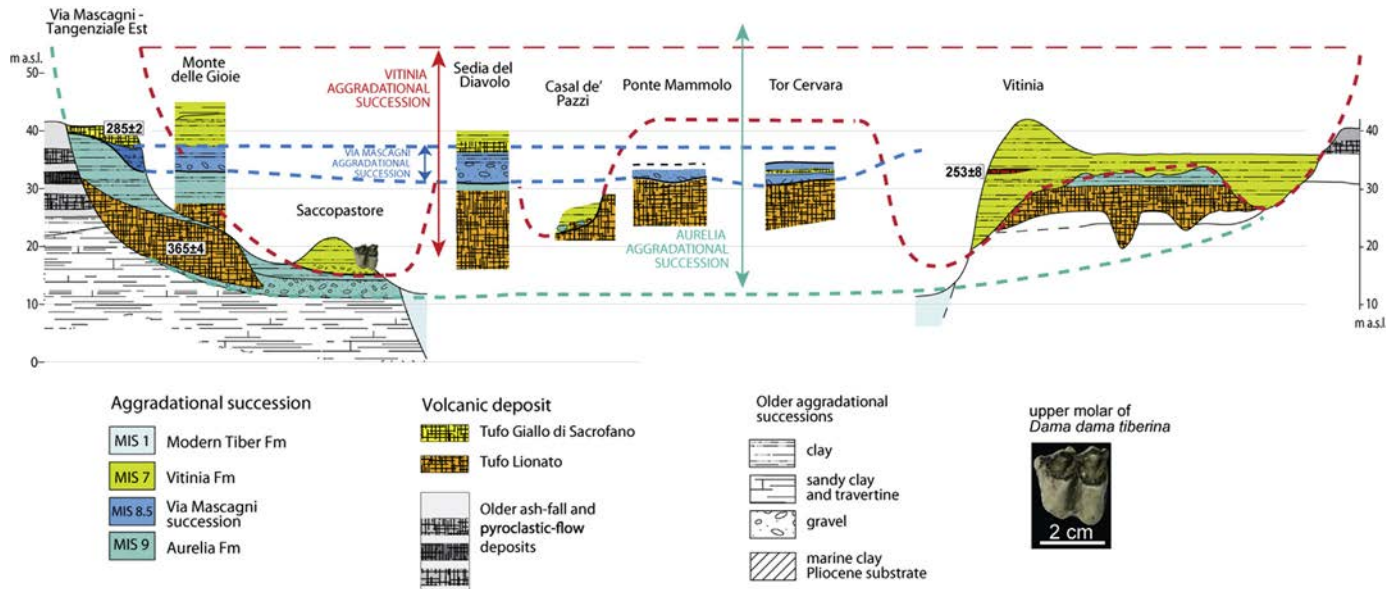 Via Mascagni -
Tangenziale Est
m a.s.l.
50
40
30
20
10
0
Monte
delle Gioie
285±2
365±4
Saccopastore
VITINIA
AGGRADATIONAL
SUCCESSION
VIA MASCAGNI
AGGRADATIONAL
SUCCESSION
Sedia del
Diavolo
Casal de'
Pazzi
Ponte Mammolo
Tor Cervara
AURELIA
AGGRADATIONAL
SUCCESSION
Vitinia
253±8
40
30
20
10
m a.s.l.
Aggradational succession
MIS 1 Modern Tiber Fm
MIS 7 Vitinia Fm
MIS 8.5 Via Mascagni
succession
MIS 9 Aurelia Fm
Volcanic deposit
Tufo Giallo di Sacrofano
Tufo Lionato
Older ash-fall and
pyroclastic-flow
deposits
Older aggradational
successions
clay
sandy clay
and travertine
gravel
marine clay
Pliocene substrate
upper molar of
Dama dama tiberina
2 cm